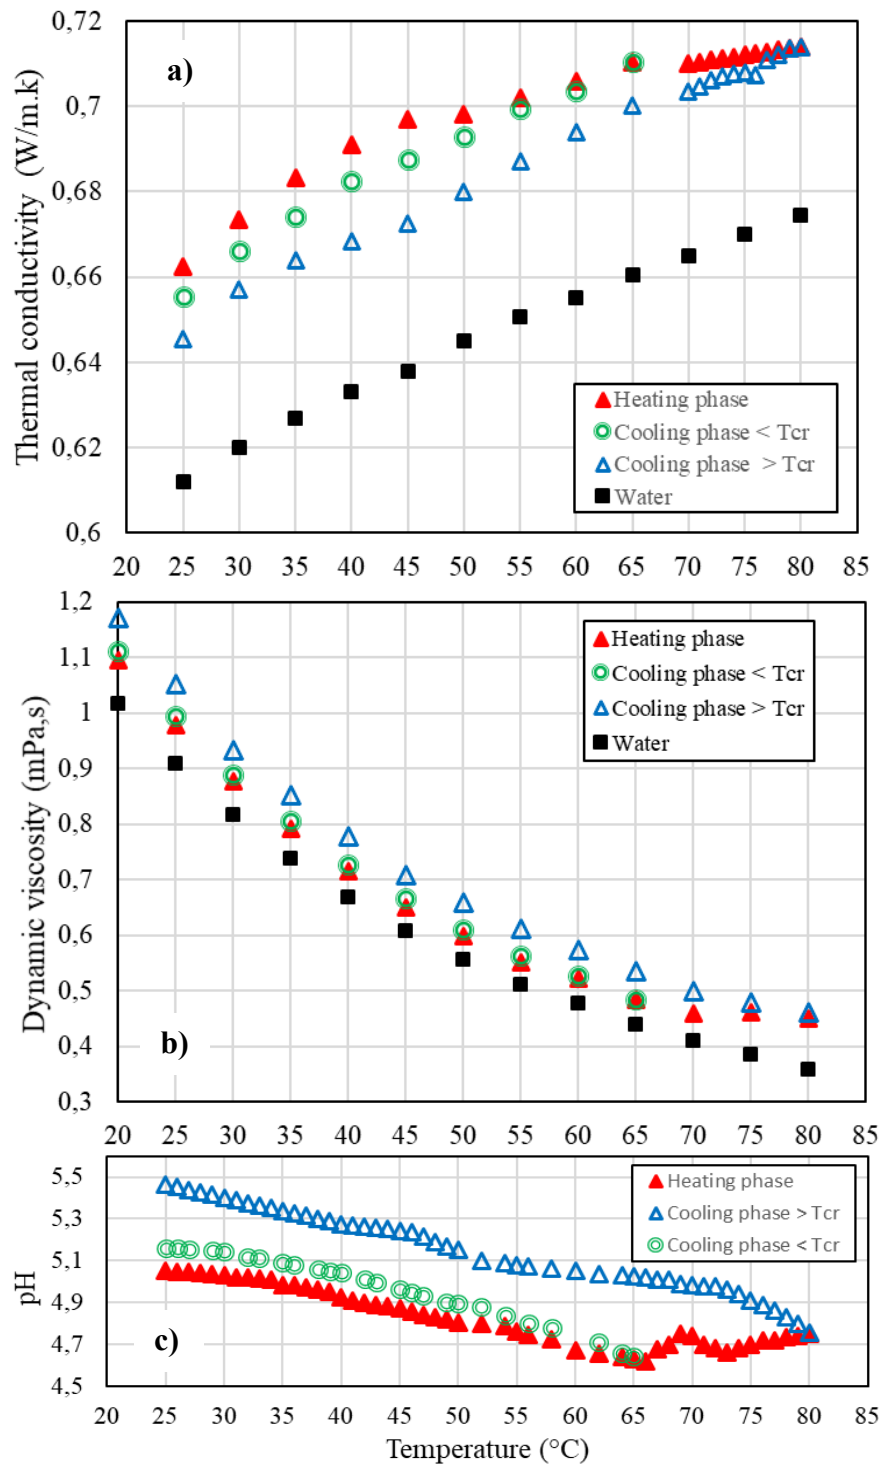 0,72
a)
0,7
0,68
0,66
0,64
0,62
0,6
Thermal conductivity (W/m.k)
Heating phase
Cooling phase < Tcr
Cooling phase > Tcr
Water
20 25 30 35 40 45 50 55 60 65 70 75 80 85
1,2
1,1
1
0,9
0,8
0,7
0,6
0,5
0,4
0,3
Dynamic viscosity (mPa,s)
Heating phase
Cooling phase < Tcr
Cooling phase > Tcr
Water
b)
20 25 30 35 40 45 50 55 60 65 70 75 80 85
5.5
5.3
5.1
4.9
4.7
4.5
pH
Heating phase
Cooling phase > Tcr
Cooling phase < Tcr
c)
20 25 30 35 40 45 50 55 60 65 70 75 80 85
Temperature (°C)